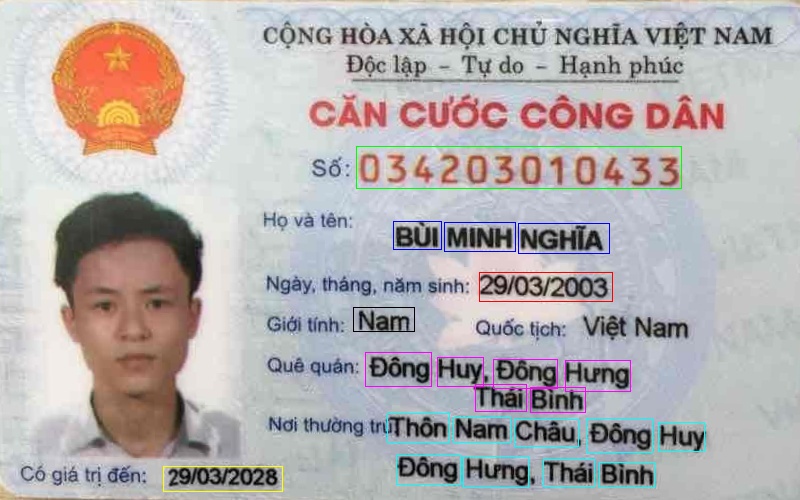 CỘNG HÒA XÃ HỘI CHỦ NGHĨA VIỆT NAM
Độc lập - Tự do - Hạnh phúc
CĂN CƯỚC CÔNG DÂN
Số: 034203010433
Họ và tên: BÙI MINH NGHĨA
Ngày, tháng, năm sinh: 29/03/2003
Giới tính: Nam Quốc tịch: Việt Nam
Quê quán: Đông Huy, Đông Hưng
Thái Bình
Nơi thường trú: Thôn Nam Châu, Đông Huy
Đông Hưng, Thái Bình
Có giá trị đến: 29/03/2028